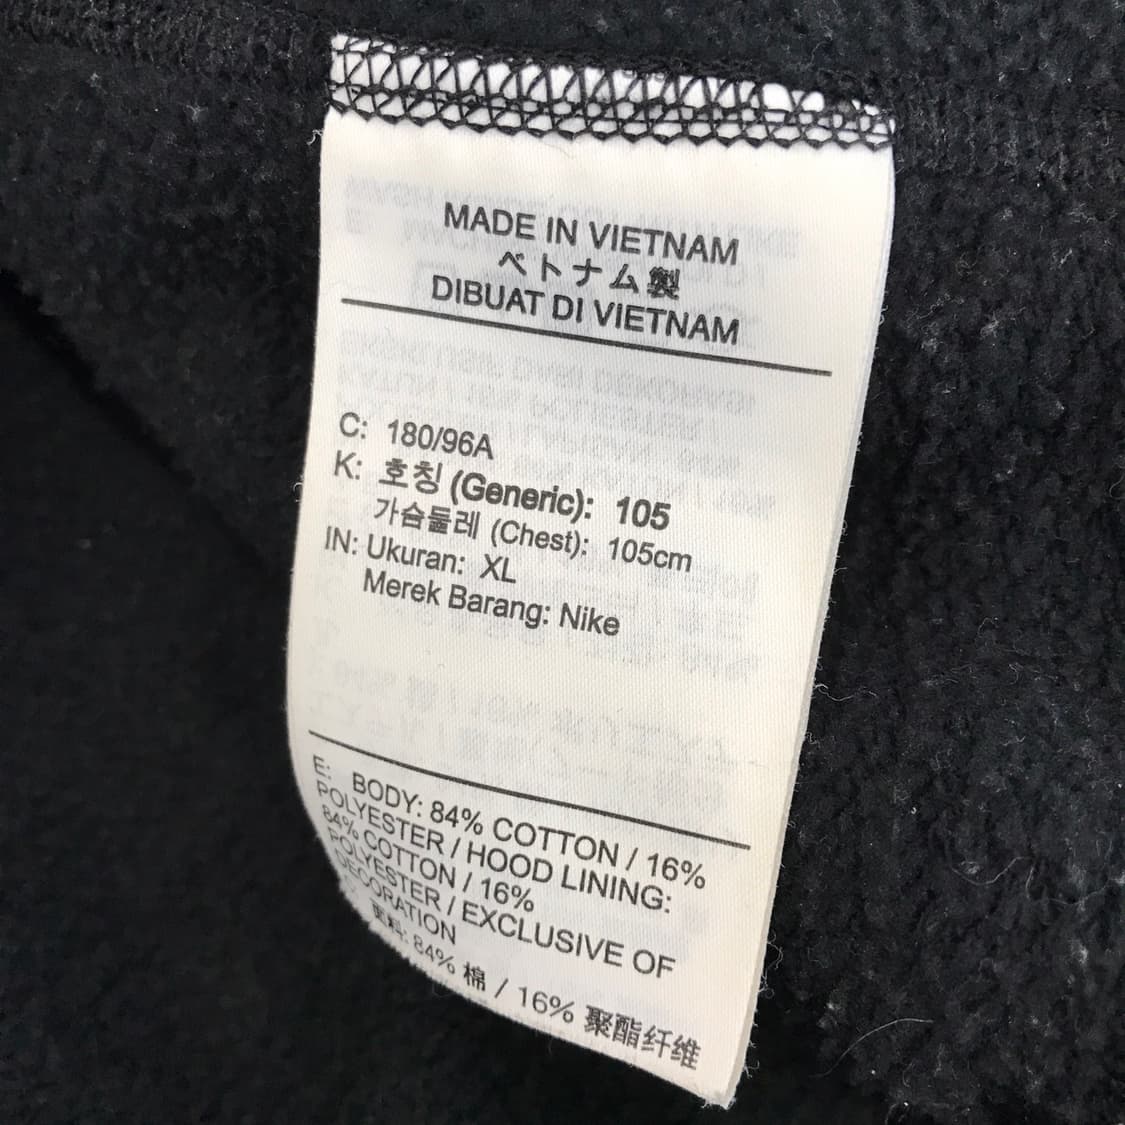 MADE IN VIETNAM
ベトナム製
DIBUAT DI VIETNAM
C: 180/96A
K: 호칭 (Generic): 105
가슴둘레 (Chest): 105cm
IN: Ukuran: XL
Merek Barang: Nike
E: BODY: 84% COTTON / 16%
POLYESTER / HOOD LINING:
84% COTTON / 16%
POLYESTER / EXCLUSIVE OF
DECORATION
面料: 84% 棉 / 16% 聚酯纤维